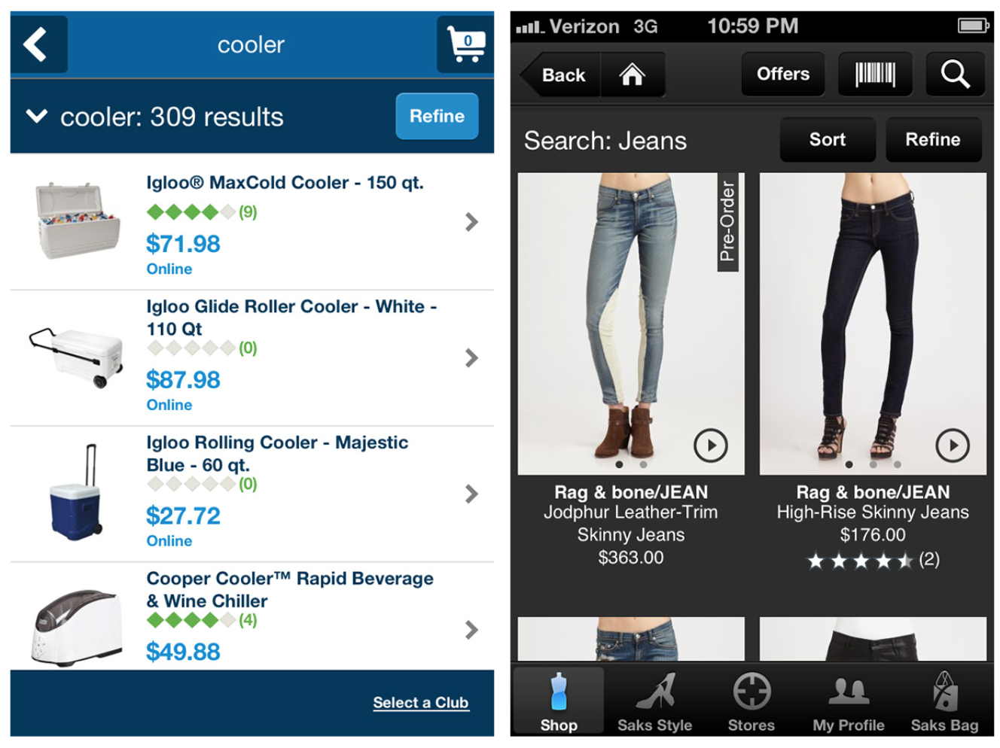 cooler
0
cooler: 309 results
Refine
Igloo® MaxCold Cooler - 150 qt.
(9)
$71.98
Online
Igloo Glide Roller Cooler - White -
110 Qt
(0)
$87.98
Online
Igloo Rolling Cooler - Majestic
Blue - 60 qt.
(0)
$27.72
Online
Cooper Cooler™ Rapid Beverage
& Wine Chiller
(4)
$49.88
Select a Club
Verizon 3G 10:59 PM
Back
Offers
Search: Jeans
Sort
Refine
Pre-Order
Rag & bone/JEAN
Jodphur Leather-Trim
Skinny Jeans
$363.00
Rag & bone/JEAN
High-Rise Skinny Jeans
$176.00
(2)
Shop
Saks Style
Stores
My Profile
Saks Bag